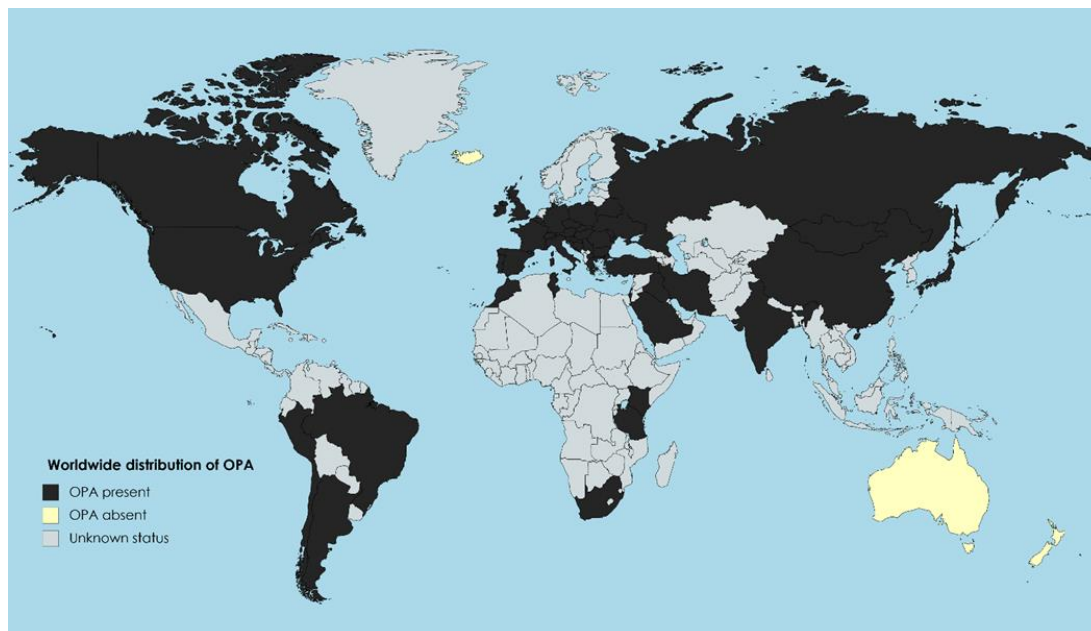 Worldwide distribution of OPA
OPA present
OPA absent
Unknown status